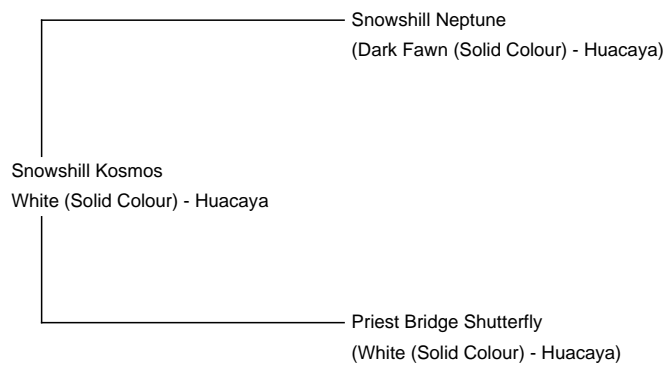 Snowshill Neptune
(Dark Fawn (Solid Colour) - Huacaya)
Snowshill Kosmos
White (Solid Colour) - Huacaya
Priest Bridge Shutterfly
(White (Solid Colour) - Huacaya)